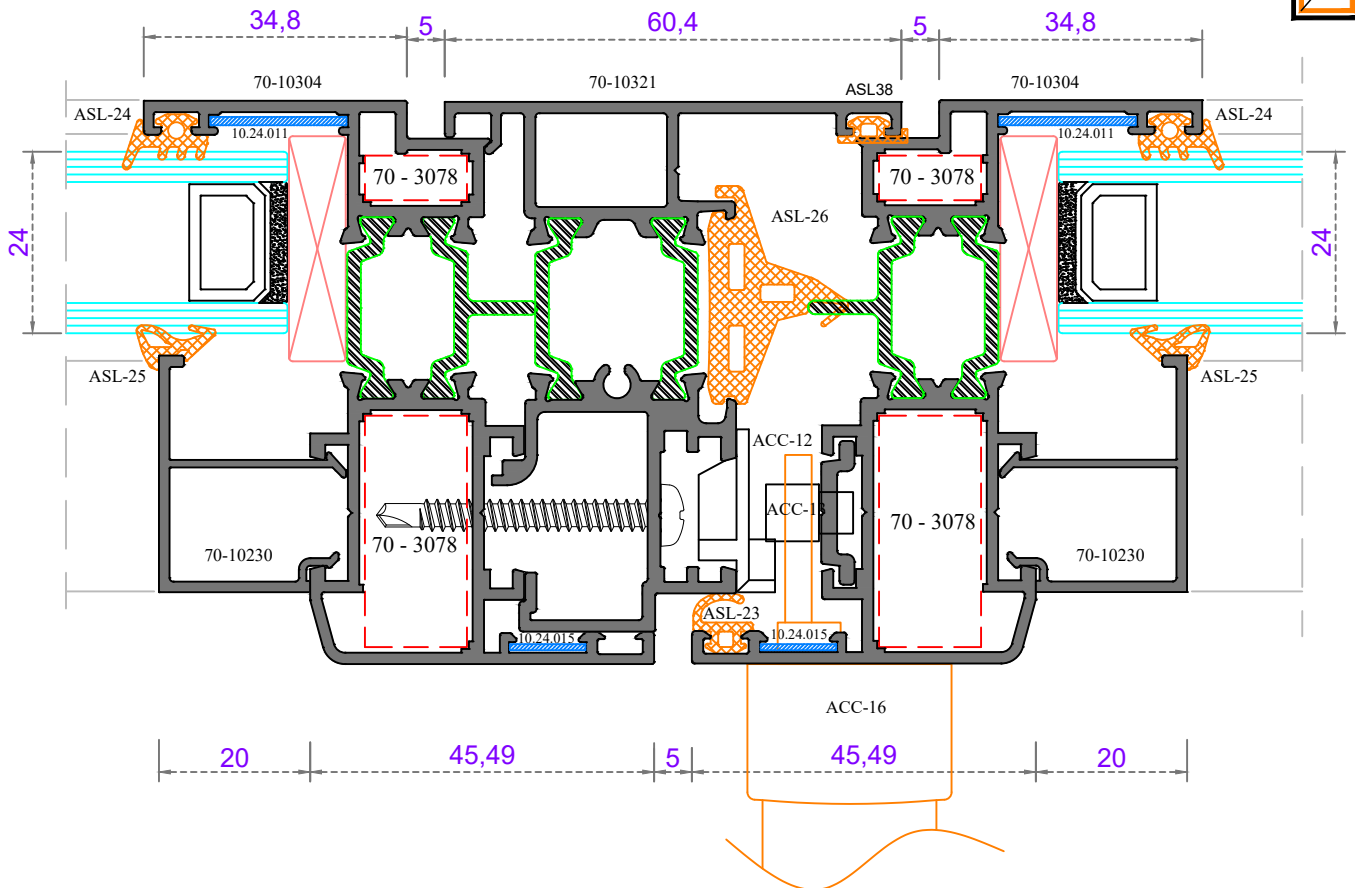 34,8 5 60,4 5 34,8
70-10304 70-10321 ASL38 70-10304
ASL-24 ASL-24
10.24.011 10.24.011
70 - 3078 70 - 3078
ASL-26
24 24
ASL-25 ASL-25
ACC-12
ACC-13
70 - 3078 70 - 3078
70-10230 70-10230
ASL-23
10.24.015 10.24.015
ACC-16
20 45,49 5 45,49 20